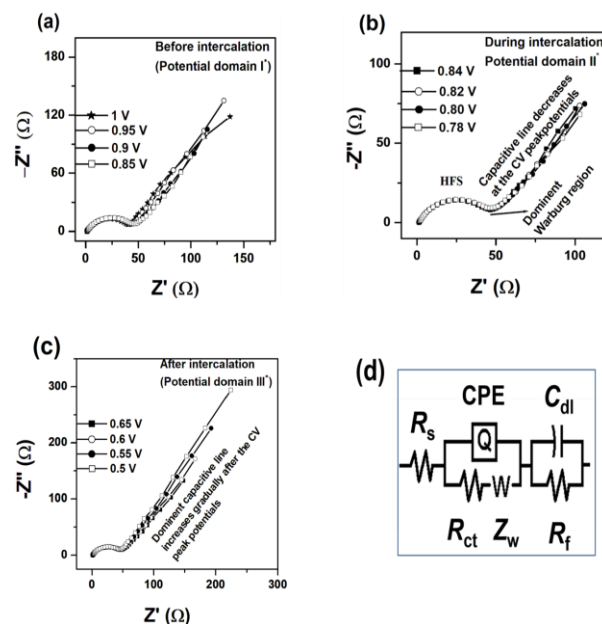 (a)
Before intercalation
(Potential domain I*)
1 V
0.95 V
0.9 V
0.85 V
180
120
60
0
-Z'' (Ω)
0 50 100 150
Z' (Ω)
(b)
During intercalation
Potential domain II*
0.84 V
0.82 V
0.80 V
0.78 V
Capacitive line decreases
at the CV peakpotentials
HFS
Dominent
Warburg region
75
50
25
0
-Z'' (Ω)
0 50 100
Z' (Ω)
(c)
After intercalation
(Potential domain III*)
0.65 V
0.6 V
0.55 V
0.5 V
Dominent capacitive line
increases gradually after the CV
peak potentials
300
200
100
0
-Z'' (Ω)
0 100 200 300
Z' (Ω)
(d)
CPE
Cdl
Rs
Q
W
Rct Zw Rf